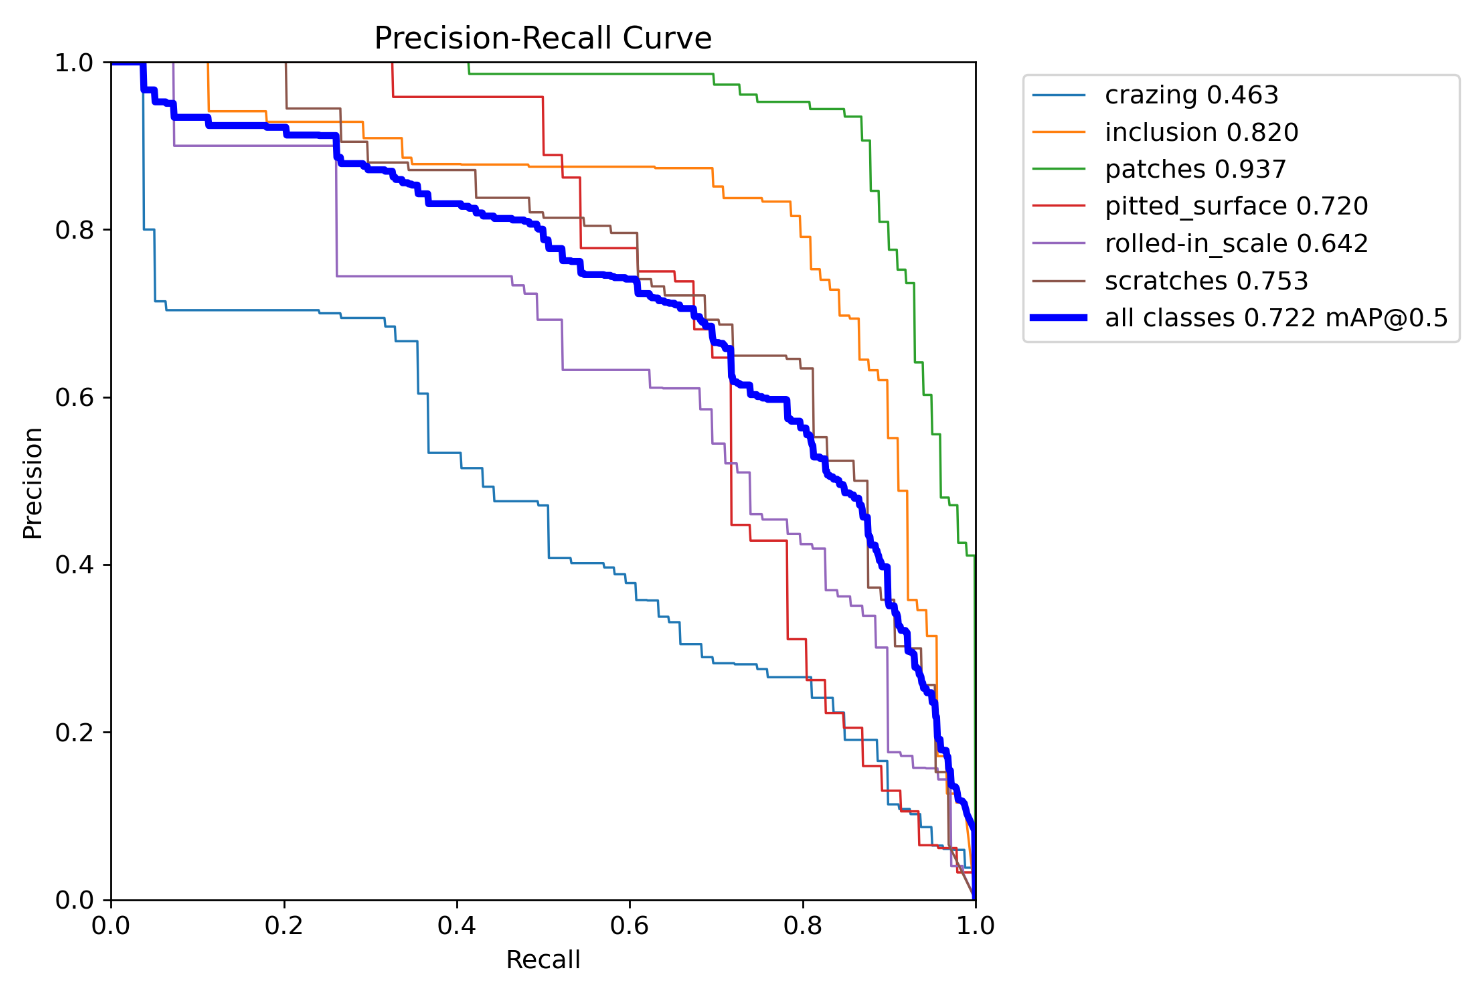 Precision-Recall Curve
1.0
0.8
0.6
0.4
0.2
0.0
Precision
0.0 0.2 0.4 0.6 0.8 1.0
Recall
crazing 0.463
inclusion 0.820
patches 0.937
pitted_surface 0.720
rolled-in_scale 0.642
scratches 0.753
all classes 0.722 mAP@0.5